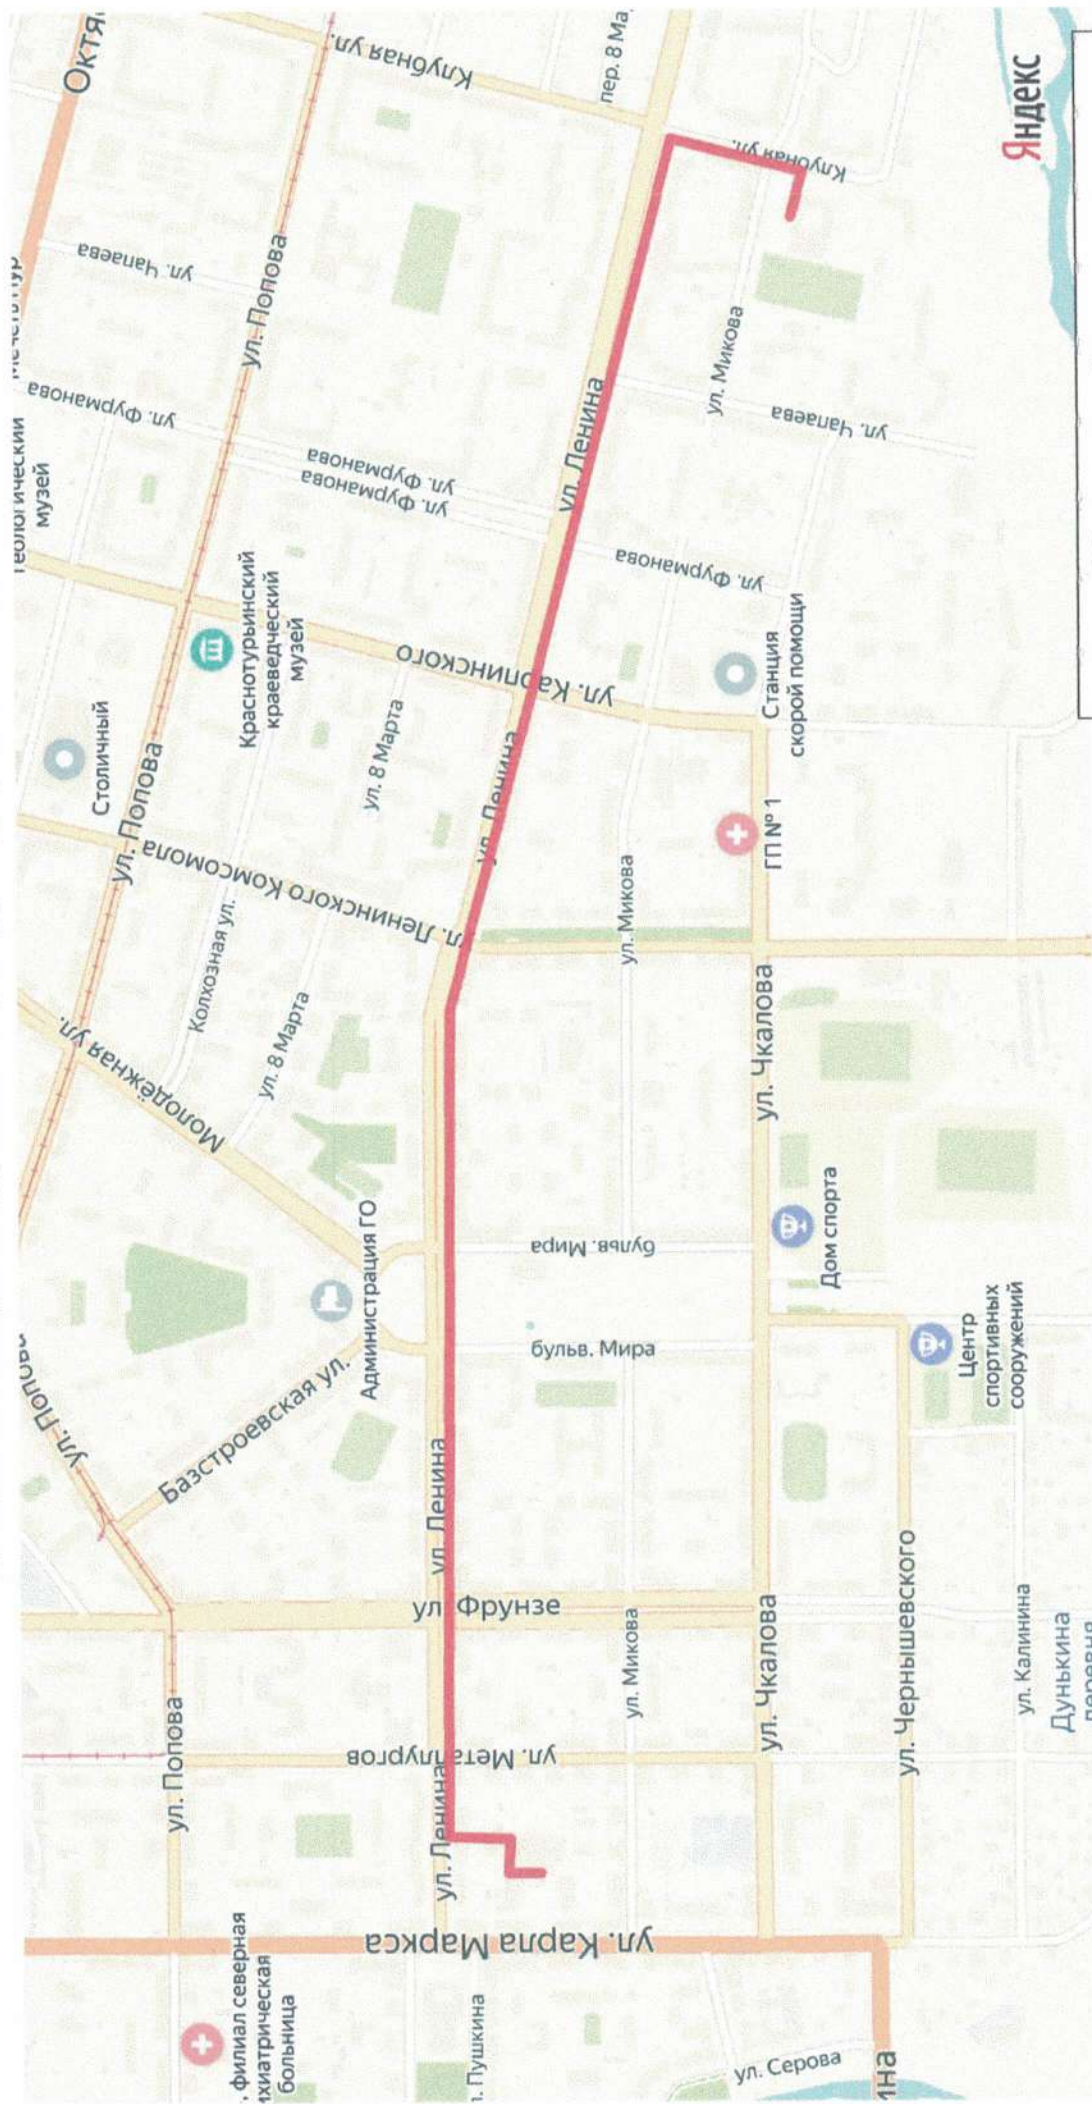 ул. Карла Маркса
филиал северная
больница
ул. Попова
ул. Попова
ул. Попова
ул. Попова
ул. Пушкина
ул. Серова
ул. Ленина
ул. Металлургов
ул. Фрунзе
ул. Ленина
Базстроевская ул.
Администрация ГО
Молодёжная ул.
Колхозная ул.
ул. 8 Марта
ул. 8 Марта
ул. Ленинского Комсомола
Столичный
Краснотурьинский
краеведческий
музей
ул. Карпинского
музей
ул. Фурманова
ул. Фурманова
ул. Фурманова
ул. Фурманова
ул. Чапаева
ул. Чапаева
Клубная ул.
Клубная ул.
пер. 8 Ма
Октя
ул. Ленина
ул. Ленина
ул. Микова
ул. Микова
ул. Микова
бульв. Мира
бульв. Мира
ул. Чкалова
ул. Чкалова
ГП № 1
Станция
скорой помощи
Дом спорта
Центр
спортивных
сооружений
ул. Чернышевского
ул. Калинина
Дунькина
деревня
Яндекс